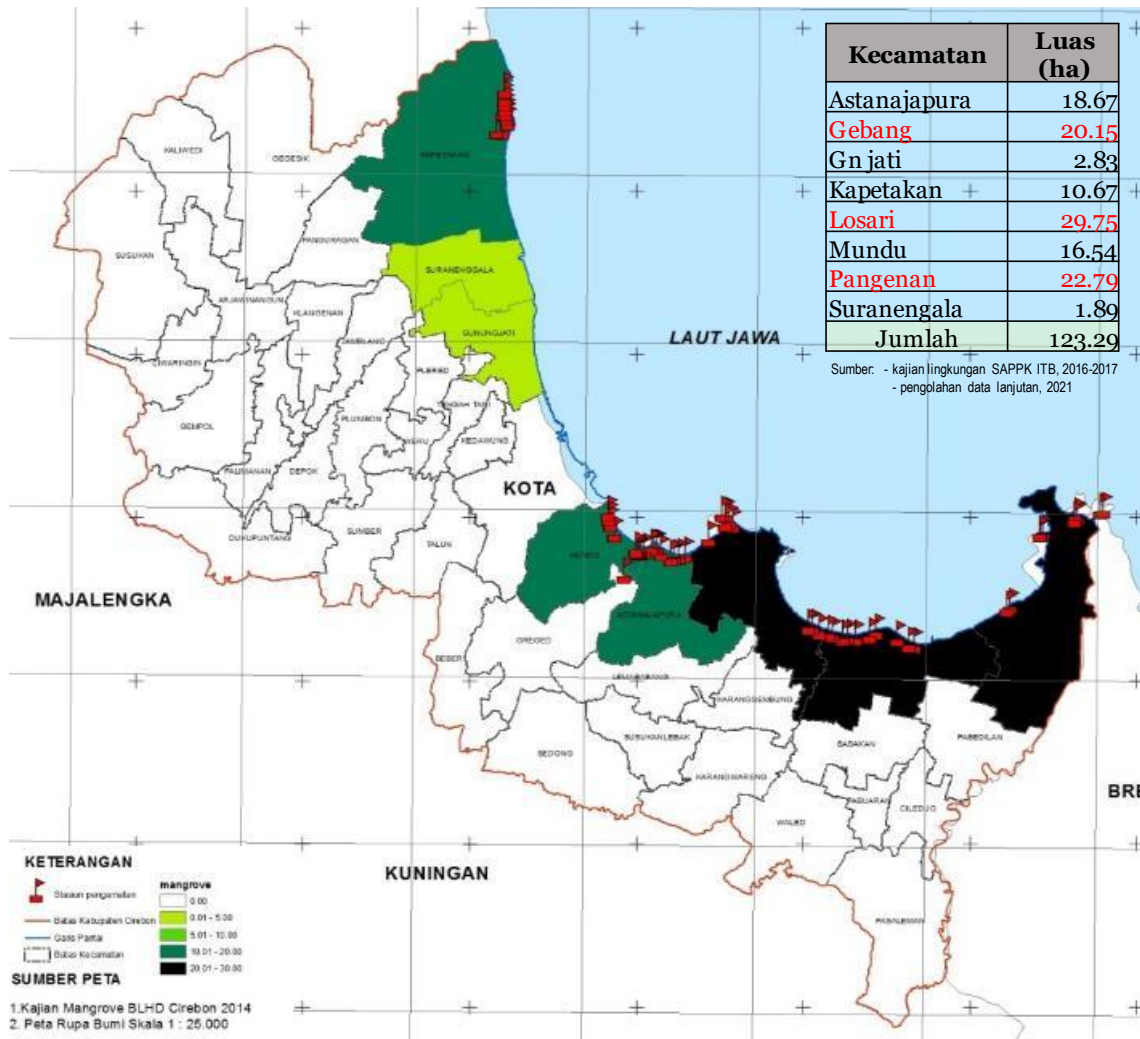 Kecamatan Luas (ha)
Astanajapura 18.67
Gebang 20.15
Gn jati 2.83
Kapetakan 10.67
Losari 29.75
Mundu 16.54
Pangenan 22.79
Suranengala 1.89
Jumlah 123.29
Sumber: - kajian lingkungan SAPPK ITB, 2016-2017
- pengolahan data lanjutan, 2021
KALIWEDI
GEGESIK
KAPETAKAN
PANGURAGAN
SUSUKAN
SURANENGGALA
ARJAWINANGUN
KLANGENAN
GUNUNGJATI
LAUT JAWA
JAMBLANG
CIWARINGIN
PLERED
TENGAH TANI
GEMPOL
PLUMBON
WERU
KEDAWUNG
PALIMANAN
DEPOK
KOTA
DUKUPUNTANG
SUMBER
TALUN
MUNDU
MAJALENGKA
ASTANAJAPURA
GREGED
BEBER
LEMAHABANG
KARANGSEMBUNG
SUSUKANLEBAK
SEDONG
BABAKAN
PABEDILAN
KARANGWARENG
PABUARAN
CILEDUG
WALED
BRE
KUNINGAN
PASALEMAN
KETERANGAN
Stasiun pengamatan
Batas Kabupaten Cirebon
Garis Pantai
Batas Kecamatan
mangrove
0.00
0.01 - 5.00
5.01 - 10.00
10.01 - 20.00
20.01 - 30.00
SUMBER PETA
1.Kajian Mangrove BLHD Cirebon 2014
2. Peta Rupa Bumi Skala 1 : 25.000